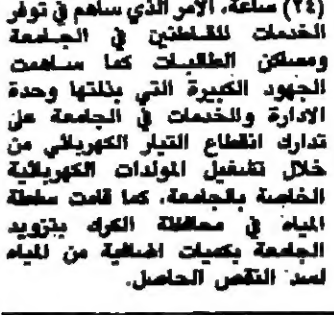 (٢٤) ساعة، الأمر الذي ساهم في توفر
الخدمات للقاطنين في الجامعة
ومساكن الطالبات كما ساهمت
الجهود الكبيرة التي بذلتها وحدة
الادارة والخدمات في الجامعة على
تدارك انقطاع التيار الكهربائي من
خلال تشغيل المولدات الكهربائية
الخاصة بالجامعة، كما قامت سلطة
المياه في محافظة الكرك بتزويد
الجامعة بكميات اضافية من المياه
لسد النقص الحاصل.